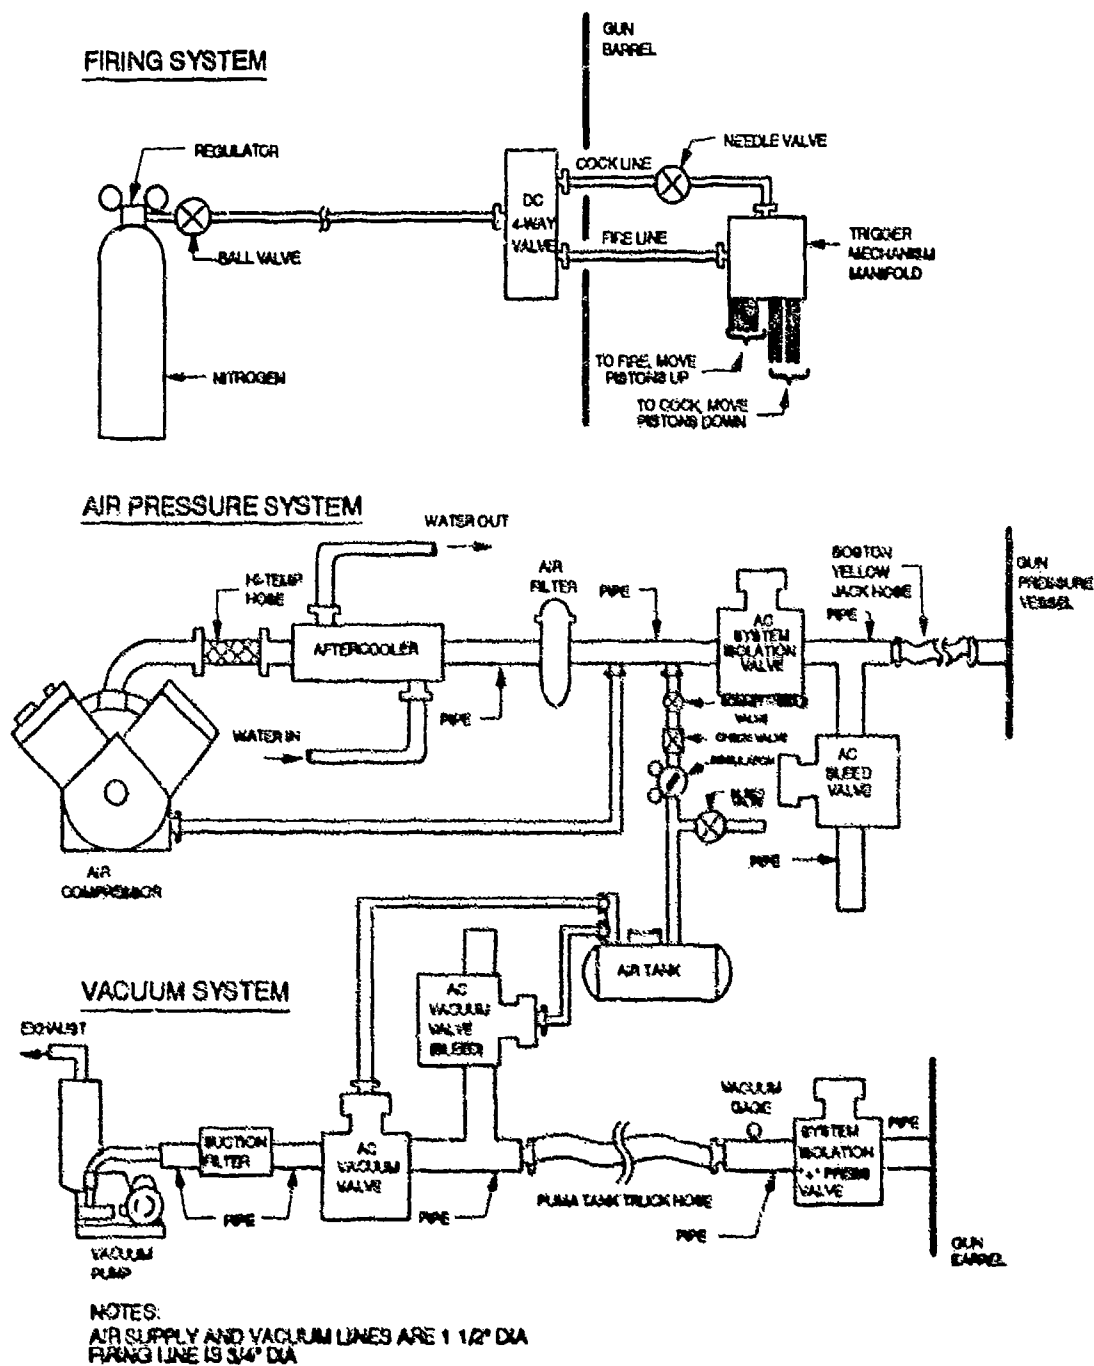 FIRING SYSTEM
GUN
BARREL
REGULATOR
NEEDLE VALVE
COCK LINE
DC
4-WAY
VALVE
BALL VALVE
FIRE LINE
TRIGGER
MECHANISM
MANIFOLD
NITROGEN
TO FIRE, MOVE
PISTONS UP
TO COCK, MOVE
PISTONS DOWN
AIR PRESSURE SYSTEM
WATER OUT
HI-TEMP
HOSE
AIR
FILTER
PIPE
BOSTON
YELLOW
JACK HOSE
PIPE
GUN
PRESSURE
VESSEL
AC
SYSTEM
ISOLATION
VALVE
AFTERCOOLER
PIPE
WATER IN
VALVE
CHECK VALVE
REGULATOR
VALVE
AC
BLEED
VALVE
PIPE
AIR
COMPRESSOR
AIR TANK
VACUUM SYSTEM
AC
VACUUM
VALVE
(BLEED)
EXHAUST
VACUUM
GAGE
SUCTION
FILTER
AC
VACUUM
VALVE
SYSTEM
ISOLATION
"+" PRESS
VALVE
PIPE
PIPE
PIPE
PUMA TANK TRUCK HOSE
PIPE
VACUUM
PUMP
GUN
BARREL
NOTES:
AIR SUPPLY AND VACUUM LINES ARE 1 1/2" DIA
FIRING LINE IS 3/4" DIA